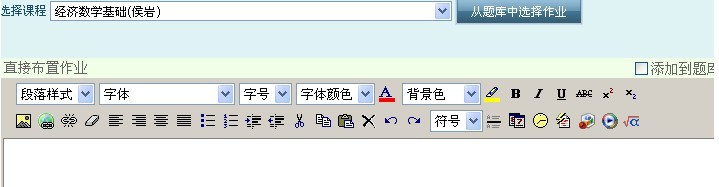 选择课程 经济数学基础(侯岩) 从题库中选择作业
直接布置作业 添加到题库
段落样式 字体 字号 字体颜色 A 背景色 B I U ABC x² x₂
符号 √α